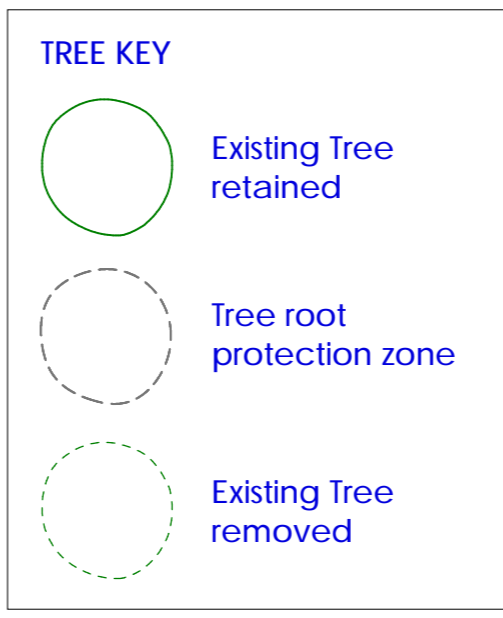 TREE KEY
Existing Tree
retained
Tree root
protection zone
Existing Tree
removed